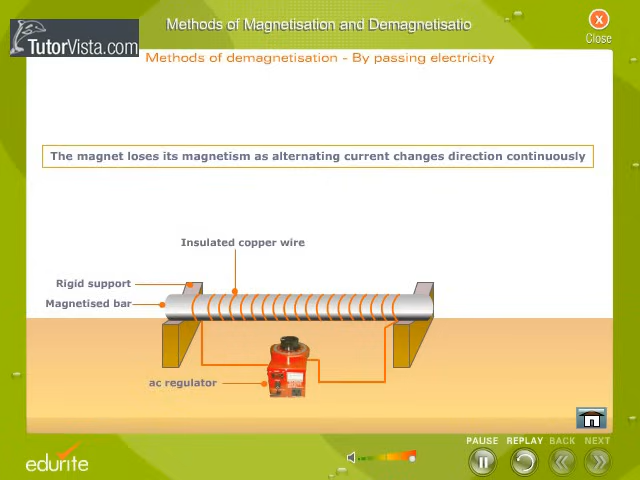 Methods of Magnetisation and Demagnetisatio
Close
TutorVista.com
Methods of demagnetisation - By passing electricity
The magnet loses its magnetism as alternating current changes direction continuously
Insulated copper wire
Rigid support
Magnetised bar
ac regulator
PAUSE REPLAY BACK NEXT
edurite